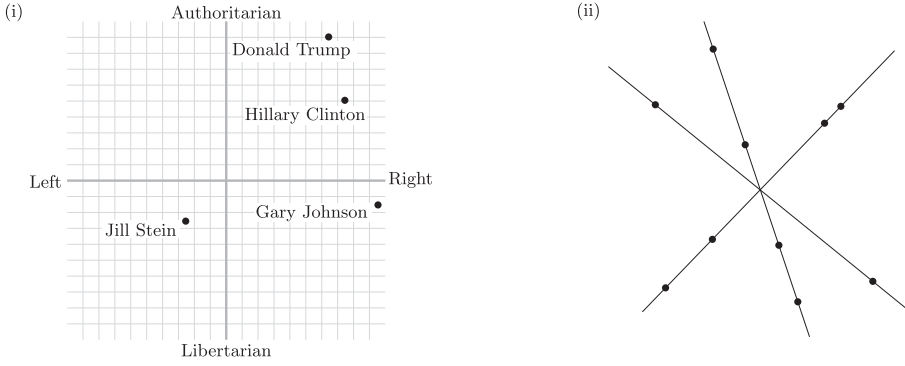 (i)
(ii)
Authoritarian
Donald Trump
Hillary Clinton
Left
Right
Gary Johnson
Jill Stein
Libertarian